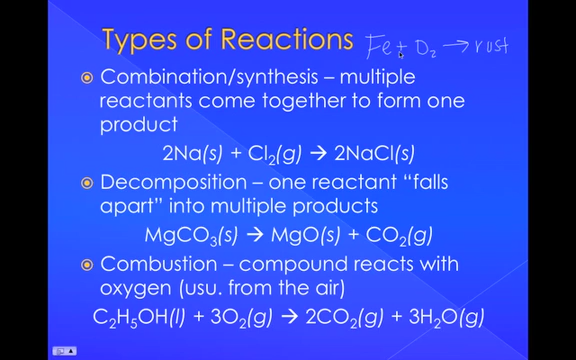 Types of Reactions Fe + O₂ → rust
Combination/synthesis – multiple
reactants come together to form one
product
2Na(s) + Cl₂(g) → 2NaCl(s)
Decomposition – one reactant “falls
apart” into multiple products
MgCO₃(s) → MgO(s) + CO₂(g)
Combustion – compound reacts with
oxygen (usu. from the air)
C₂H₅OH(l) + 3O₂(g) → 2CO₂(g) + 3H₂O(g)